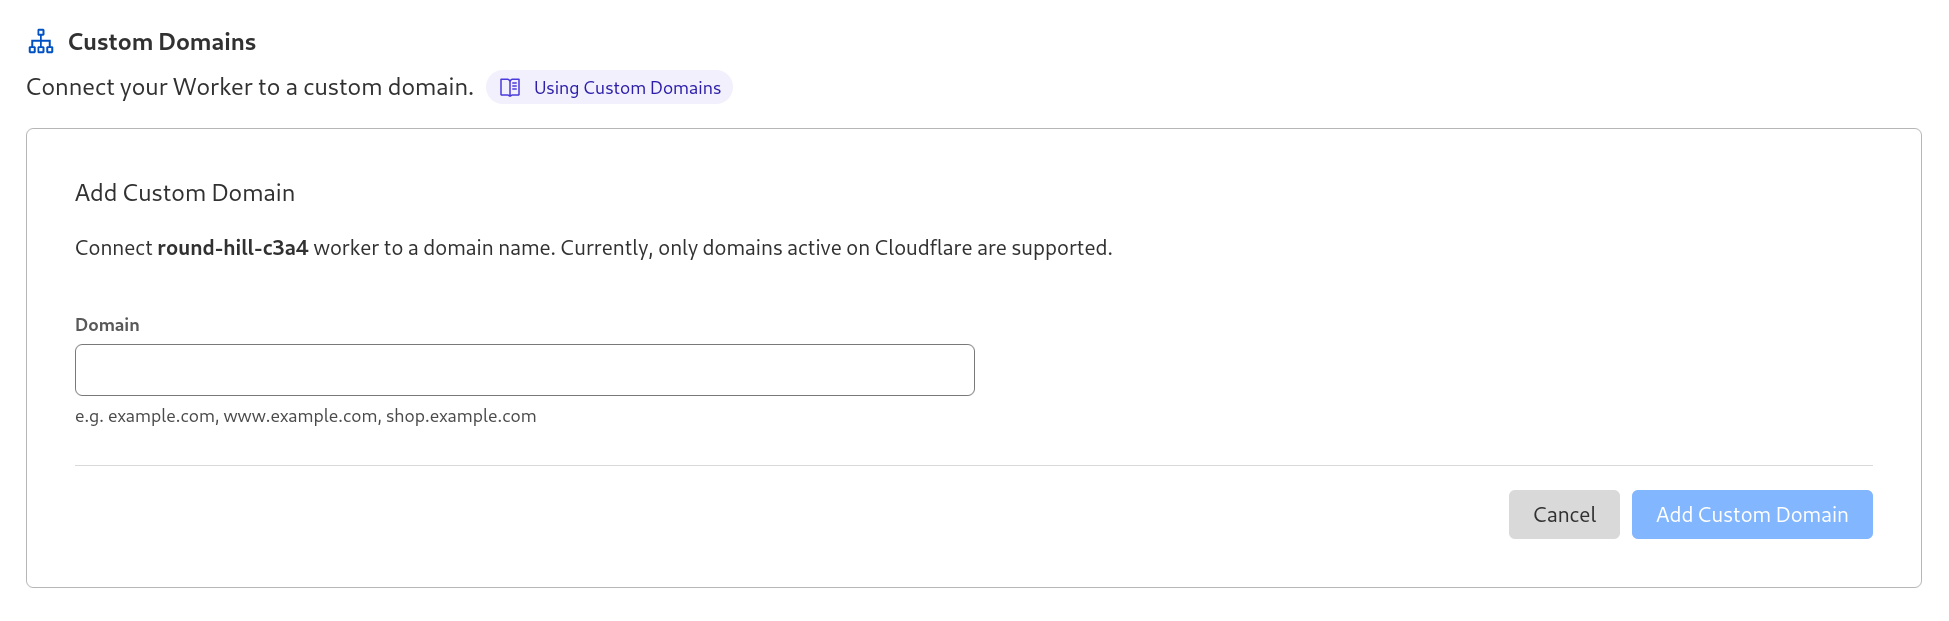 Custom Domains
Connect your Worker to a custom domain. Using Custom Domains
Add Custom Domain
Connect round-hill-c3a4 worker to a domain name. Currently, only domains active on Cloudflare are supported.
Domain
e.g. example.com, www.example.com, shop.example.com
Cancel Add Custom Domain